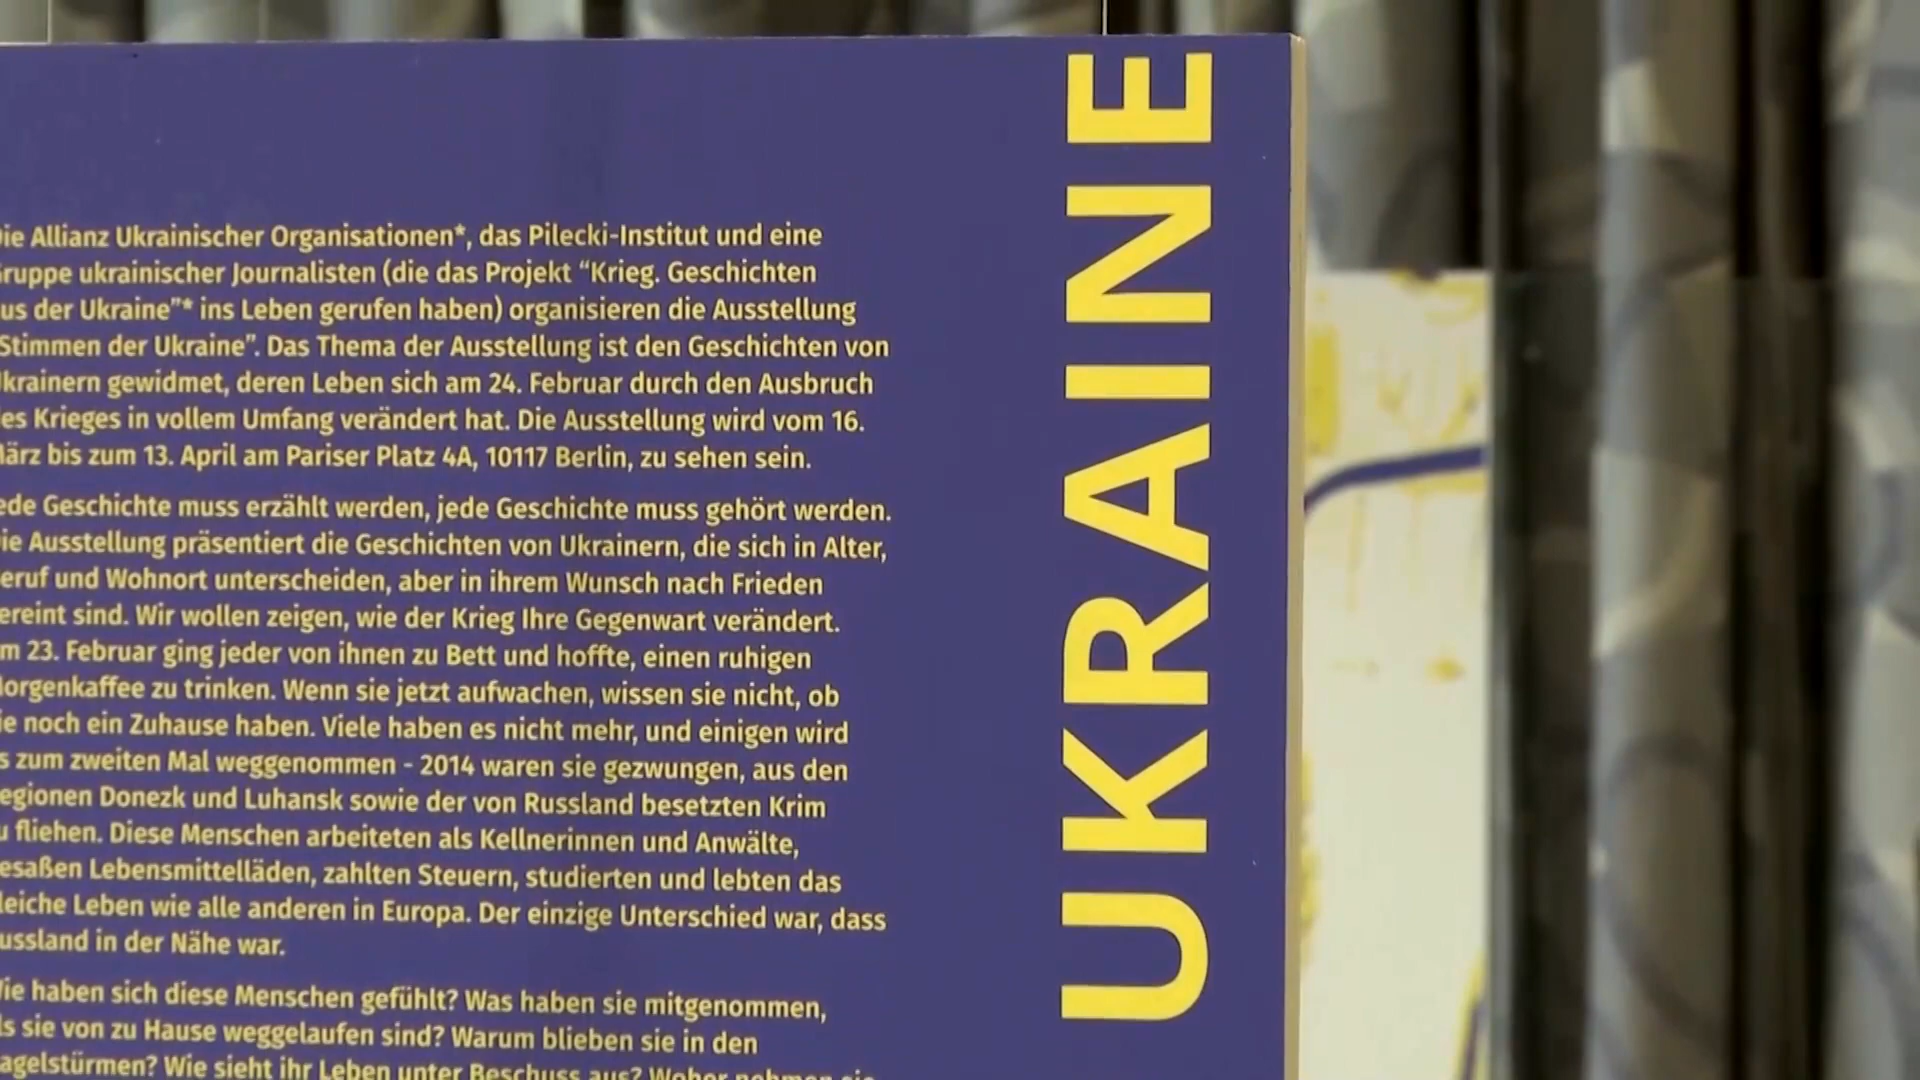 ie Allianz Ukrainischer Organisationen*, das Pilecki-Institut und eine
ruppe ukrainischer Journalisten (die das Projekt “Krieg. Geschichten
us der Ukraine”* ins Leben gerufen haben) organisieren die Ausstellung
Stimmen der Ukraine”. Das Thema der Ausstellung ist den Geschichten von
krainern gewidmet, deren Leben sich am 24. Februar durch den Ausbruch
es Krieges in vollem Umfang verändert hat. Die Ausstellung wird vom 16.
ärz bis zum 13. April am Pariser Platz 4A, 10117 Berlin, zu sehen sein.
ede Geschichte muss erzählt werden, jede Geschichte muss gehört werden.
ie Ausstellung präsentiert die Geschichten von Ukrainern, die sich in Alter,
eruf und Wohnort unterscheiden, aber in ihrem Wunsch nach Frieden
ereint sind. Wir wollen zeigen, wie der Krieg Ihre Gegenwart verändert.
m 23. Februar ging jeder von ihnen zu Bett und hoffte, einen ruhigen
orgenkaffee zu trinken. Wenn sie jetzt aufwachen, wissen sie nicht, ob
ie noch ein Zuhause haben. Viele haben es nicht mehr, und einigen wird
s zum zweiten Mal weggenommen - 2014 waren sie gezwungen, aus den
egionen Donezk und Luhansk sowie der von Russland besetzten Krim
u fliehen. Diese Menschen arbeiteten als Kellnerinnen und Anwälte,
esaßen Lebensmittelläden, zahlten Steuern, studierten und lebten das
leiche Leben wie alle anderen in Europa. Der einzige Unterschied war, dass
ussland in der Nähe war.
ie haben sich diese Menschen gefühlt? Was haben sie mitgenommen,
ls sie von zu Hause weggelaufen sind? Warum blieben sie in den
agelstürmen? Wie sieht ihr Leben unter Beschuss aus? Woher nehmen sie
UKRAINE